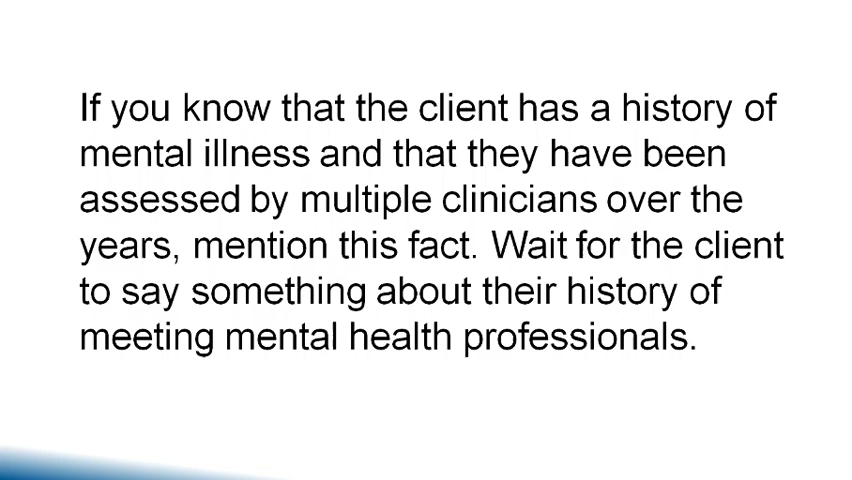 If you know that the client has a history of
mental illness and that they have been
assessed by multiple clinicians over the
years, mention this fact. Wait for the client
to say something about their history of
meeting mental health professionals.